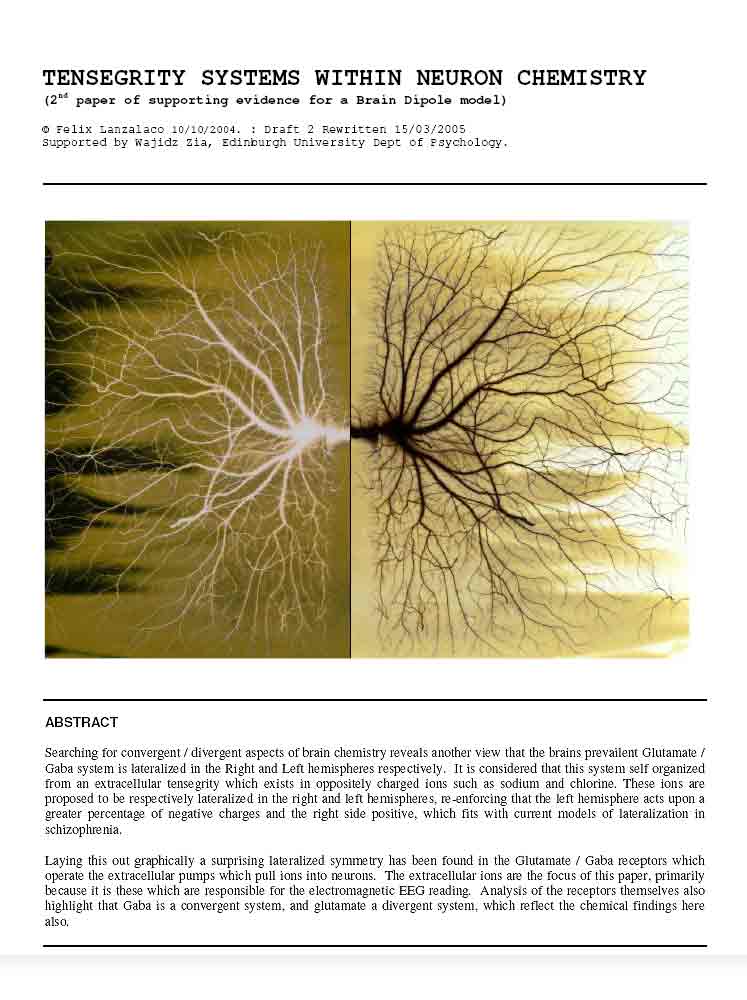 TENSEGRITY SYSTEMS WITHIN NEURON CHEMISTRY
(2nd paper of supporting evidence for a Brain Dipole model)
© Felix Lanzalaco 10/10/2004. : Draft 2 Rewritten 15/03/2005
Supported by Wajidz Zia, Edinburgh University Dept of Psychology.
ABSTRACT
Searching for convergent / divergent aspects of brain chemistry reveals another view that the brains prevailent Glutamate /
Gaba system is lateralized in the Right and Left hemispheres respectively. It is considered that this system self organized
from an extracellular tensegrity which exists in oppositely charged ions such as sodium and chlorine. These ions are
proposed to be respectively lateralized in the right and left hemispheres, re-enforcing that the left hemisphere acts upon a
greater percentage of negative charges and the right side positive, which fits with current models of lateralization in
schizophrenia.
Laying this out graphically a surprising lateralized symmetry has been found in the Glutamate / Gaba receptors which
operate the extracellular pumps which pull ions into neurons. The extracellular ions are the focus of this paper, primarily
because it is these which are responsible for the electromagnetic EEG reading. Analysis of the receptors themselves also
highlight that Gaba is a convergent system, and glutamate a divergent system, which reflect the chemical findings here
also.